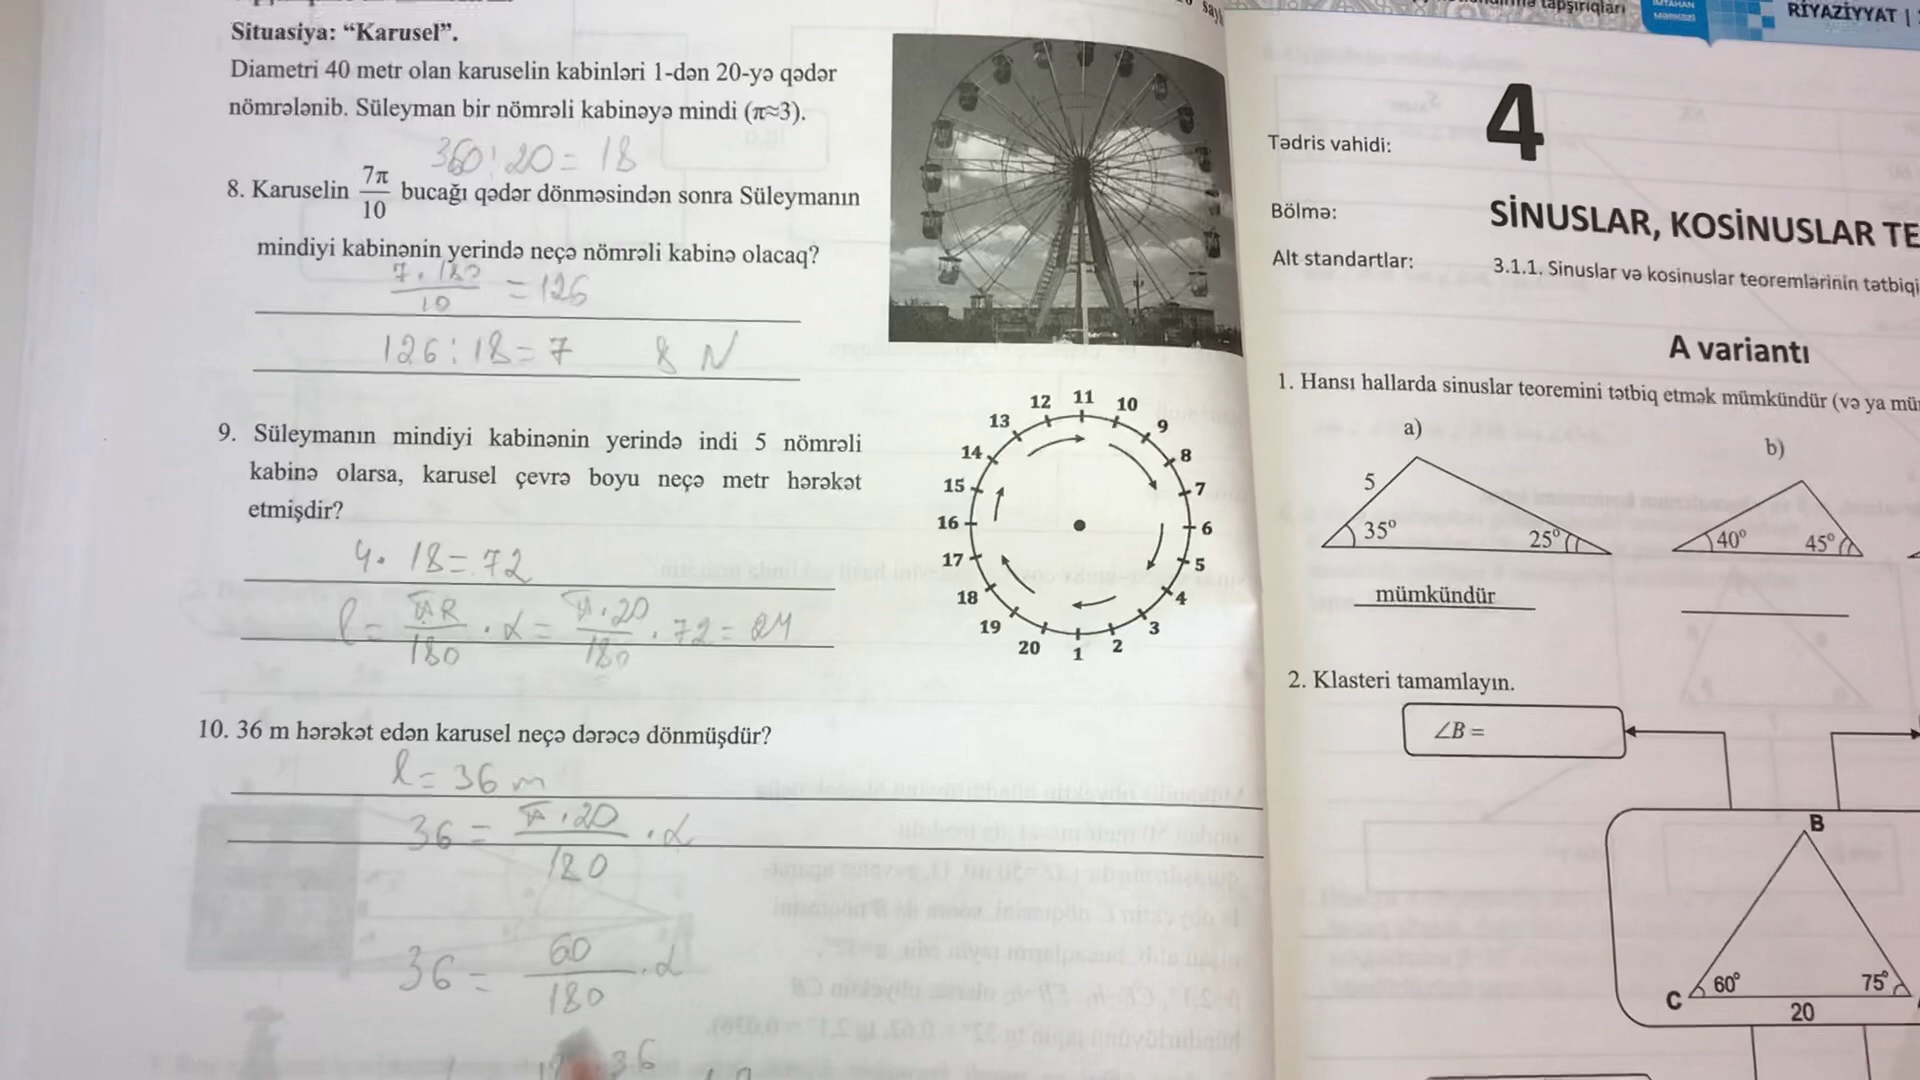 Situasiya: “Karusel”.
Diametri 40 metr olan karuselin kabinləri 1-dən 20-yə qədər
nömrələnib. Süleyman bir nömrəli kabinəyə mindi (π≈3).
360:20=18
8. Karuselin 7π/10 bucağı qədər dönməsindən sonra Süleymanın
mindiyi kabinənin yerində neçə nömrəli kabinə olacaq?
7·180/10 = 126
126:18=7 8 N
9. Süleymanın mindiyi kabinənin yerində indi 5 nömrəli
kabinə olarsa, karusel çevrə boyu neçə metr hərəkət
etmişdir?
4·18=72
l= πR/180 ·α= π·20/180 ·72=24
10. 36 m hərəkət edən karusel neçə dərəcə dönmüşdür?
l=36 m
36= π·20/180 ·α
36= 60/180 ·α
36
12 11 10
13 9
14 8
15 7
16 6
17 5
18 4
19 3
20 1 2
tapşırıqları
İMTAHAN
MƏRKƏZİ
RİYAZİYYAT |
Tədris vahidi: 4
Bölmə: SİNUSLAR, KOSİNUSLAR TE
Alt standartlar: 3.1.1. Sinuslar və kosinuslar teoremlərinin tətbiqi
A variantı
1. Hansı hallarda sinuslar teoremini tətbiq etmək mümkündür (və ya mü
a) b)
5 35° 25°
40° 45°
mümkündür
2. Klasteri tamamlayın.
∠B =
B
C 60° 75°
20